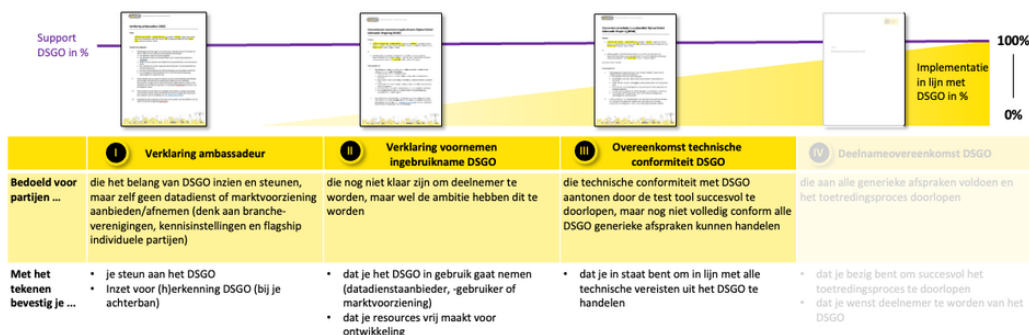 Support
DSGO in %
100%
Implementatie
in lijn met
DSGO in %
0%
I Verklaring ambassadeur
II Verklaring voornemen
ingebruikname DSGO
III Overeenkomst technische
conformiteit DSGO
IV Deelnameovereenkomst DSGO
Bedoeld voor
partijen ...
die het belang van DSGO inzien en steunen,
maar zelf geen datadienst of marktvoorziening
aanbieden/afnemen (denk aan branche-
verenigingen, kennisinstellingen en flagship
individuele partijen)
die nog niet klaar zijn om deelnemer te
worden, maar wel de ambitie hebben dit te
worden
die technische conformiteit met DSGO
aantonen door de test tool succesvol te
doorlopen, maar nog niet volledig conform alle
DSGO generieke afspraken kunnen handelen
die aan alle generieke afspraken voldoen en
het toetredingsproces doorlopen
Met het
tekenen
bevestig je ...
• je steun aan het DSGO
• Inzet voor (h)erkenning DSGO (bij je
achterban)
• dat je het DSGO in gebruik gaat nemen
(datadienstaanbieder, -gebruiker of
marktvoorziening)
• dat je resources vrij maakt voor
ontwikkeling
• dat je in staat bent om in lijn met alle
technische vereisten uit het DSGO te
handelen
• dat je bezig bent om succesvol het
toetredingsproces te doorlopen
• dat je wenst deelnemer te worden van het
DSGO